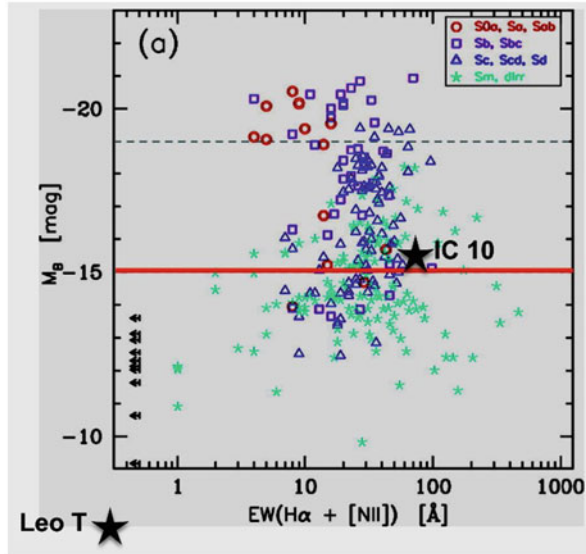 (a)
S0a, Sa, Sab
Sb, Sbc
Sc, Scd, Sd
Sm, dIrr
-20
M_B [mag]
IC 10
-15
-10
1 10 100 1000
EW(Hα + [NII]) [Å]
Leo T